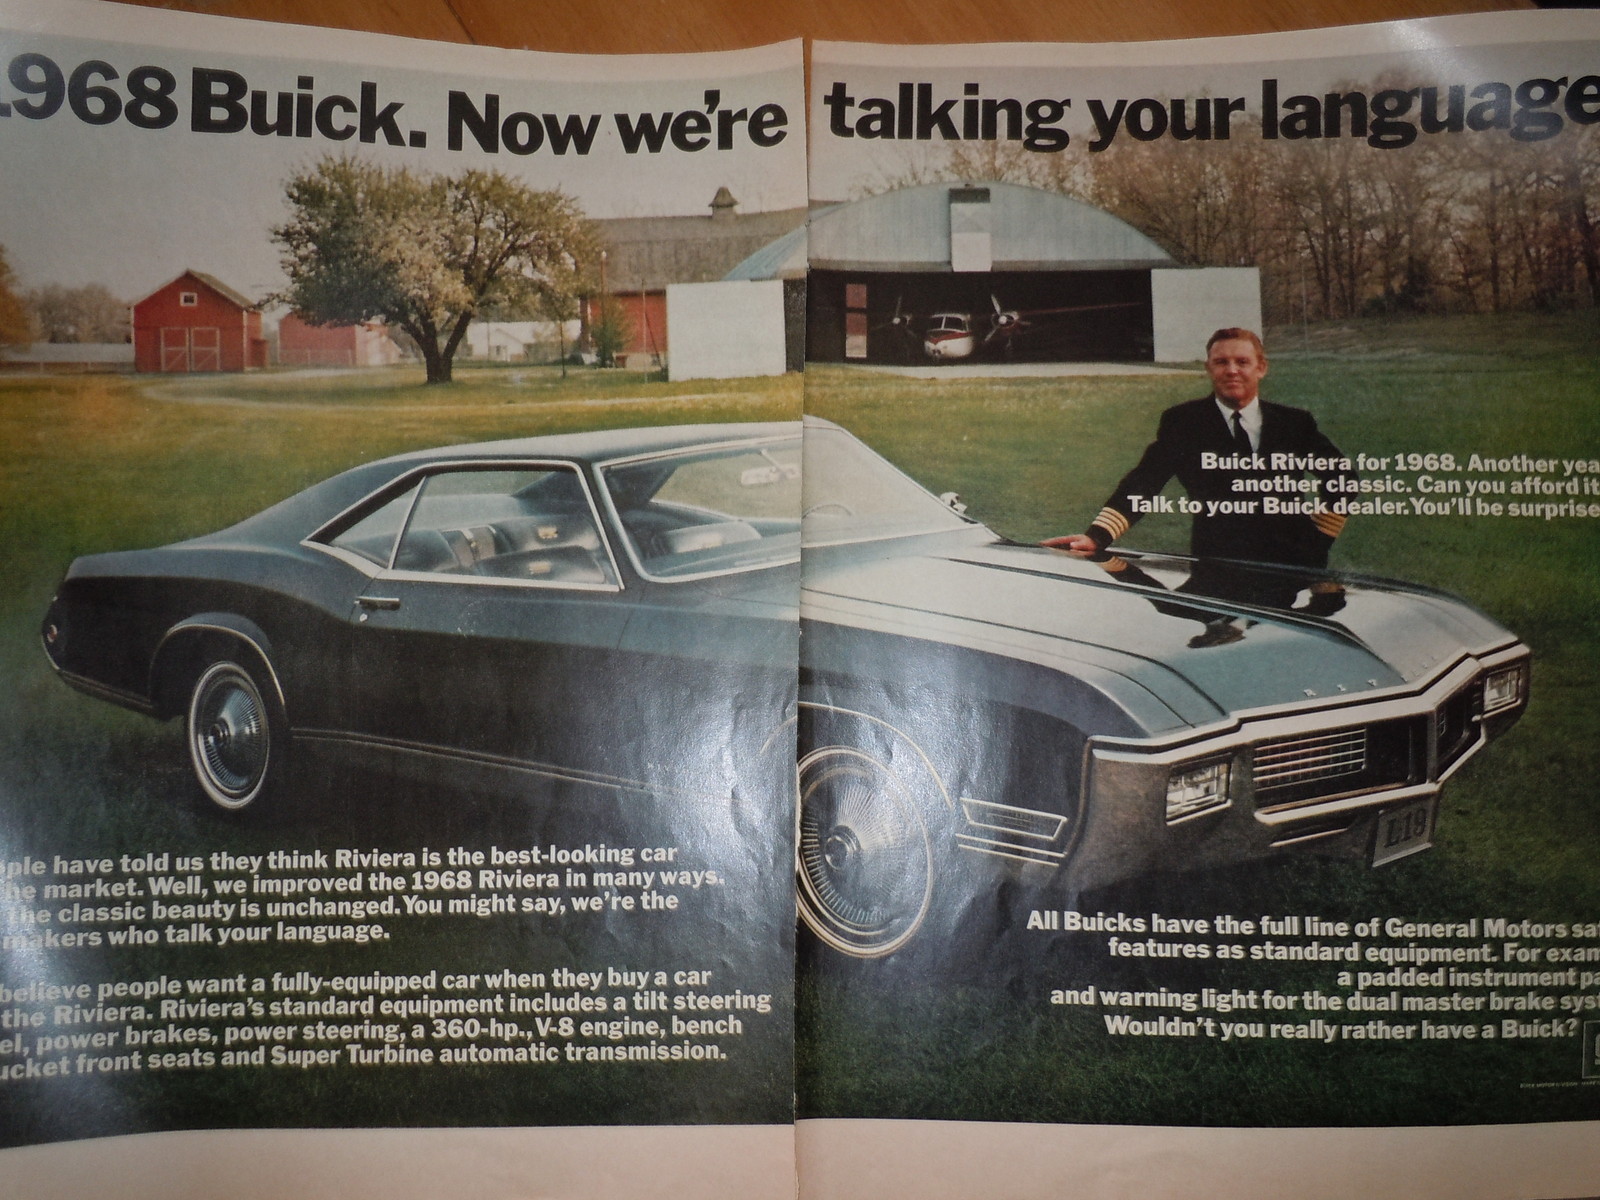 1968 Buick. Now we're talking your language
Buick Riviera for 1968. Another yea
another classic. Can you afford it
Talk to your Buick dealer. You'll be surprise
RIVI
L19
ple have told us they think Riviera is the best-looking car
he market. Well, we improved the 1968 Riviera in many ways.
the classic beauty is unchanged. You might say, we're the
makers who talk your language.
believe people want a fully-equipped car when they buy a car
the Riviera. Riviera's standard equipment includes a tilt steering
el, power brakes, power steering, a 360-hp., V-8 engine, bench
ucket front seats and Super Turbine automatic transmission.
All Buicks have the full line of General Motors saf
features as standard equipment. For exam
a padded instrument pa
and warning light for the dual master brake syst
Wouldn't you really rather have a Buick?